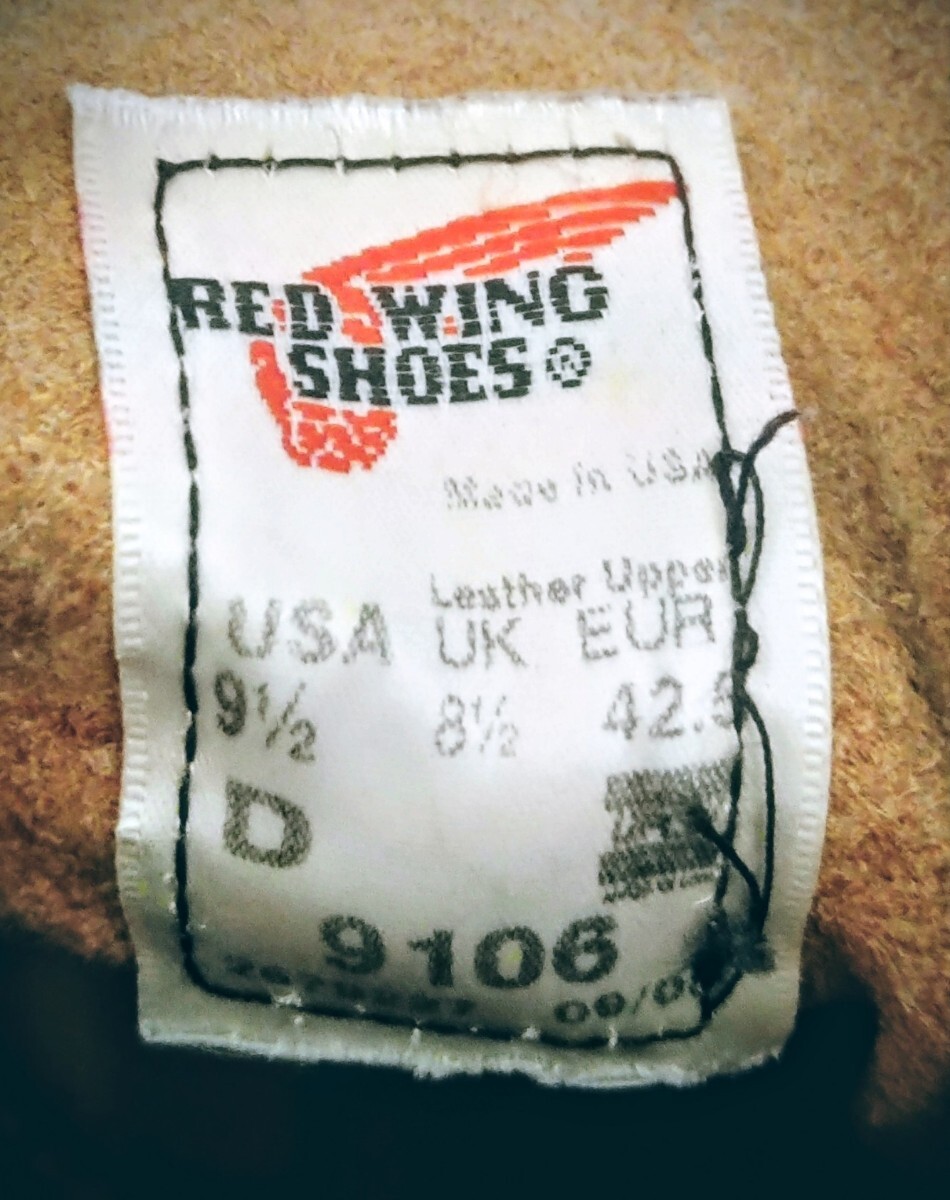 RED WING
SHOES®
Made in USA
Leather Upper
USA UK EUR
9½ 8½ 42.5
D
9106